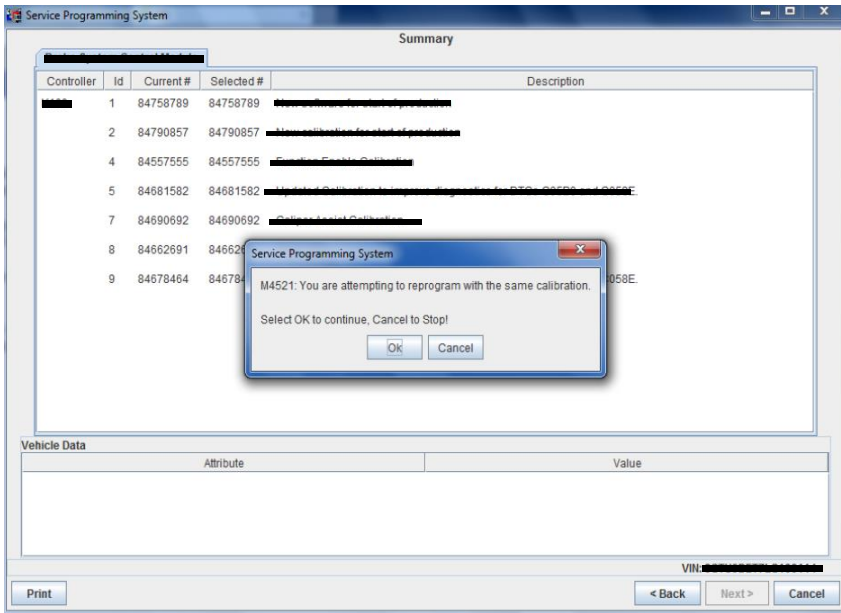 Service Programming System
Summary
Controller Id Current # Selected # Description
1 84758789 84758789
2 84790857 84790857
4 84557555 84557555
5 84681582 84681582
7 84690692 84690692
8 84662691
9 84678464 058E.
Service Programming System
M4521: You are attempting to reprogram with the same calibration.
Select OK to continue, Cancel to Stop!
Ok Cancel
Vehicle Data
Attribute Value
VIN:
Print < Back Next > Cancel